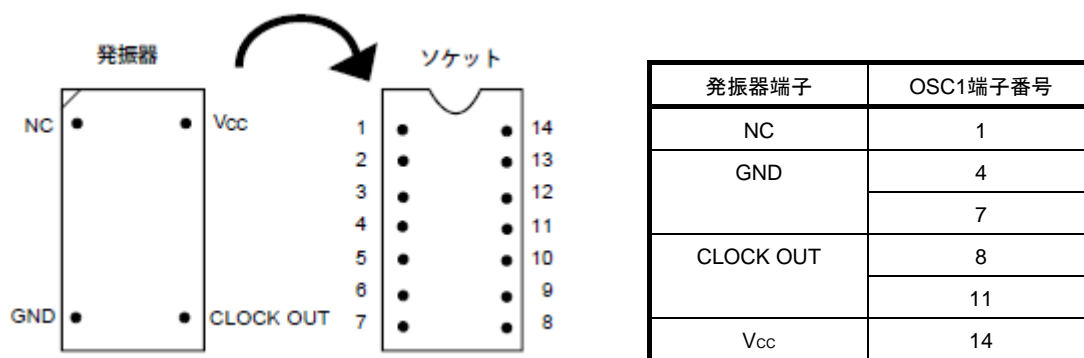 発振器
NC
Vcc
GND
CLOCK OUT
ソケット
1 14
2 13
3 12
4 11
5 10
6 9
7 8
発振器端子 OSC1端子番号
NC 1
GND 4
7
CLOCK OUT 8
11
Vcc 14